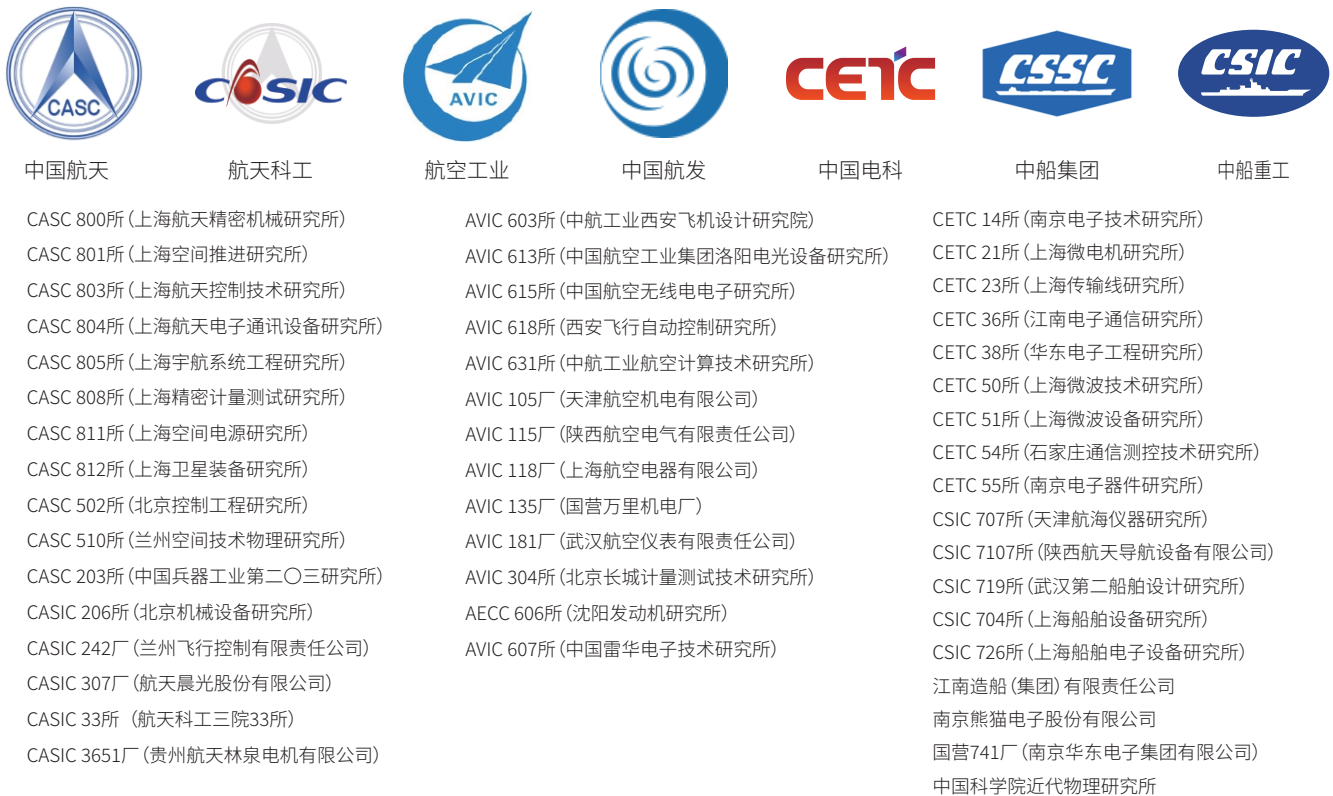 CASC
CASIC
AVIC
CETC
CSSC
CSIC
中国航天
航天科工
航空工业
中国航发
中国电科
中船集团
中船重工
CASC 800所(上海航天精密机械研究所)
CASC 801所(上海空间推进研究所)
CASC 803所(上海航天控制技术研究所)
CASC 804所(上海航天电子通讯设备研究所)
CASC 805所(上海宇航系统工程研究所)
CASC 808所(上海精密计量测试研究所)
CASC 811所(上海空间电源研究所)
CASC 812所(上海卫星装备研究所)
CASC 502所(北京控制工程研究所)
CASC 510所(兰州空间技术物理研究所)
CASC 203所(中国兵器工业第二〇三研究所)
CASIC 206所(北京机械设备研究所)
CASIC 242厂(兰州飞行控制有限责任公司)
CASIC 307厂(航天晨光股份有限公司)
CASIC 33所 (航天科工三院33所)
CASIC 3651厂(贵州航天林泉电机有限公司)
AVIC 603所(中航工业西安飞机设计研究院)
AVIC 613所(中国航空工业集团洛阳电光设备研究所)
AVIC 615所(中国航空无线电电子研究所)
AVIC 618所(西安飞行自动控制研究所)
AVIC 631所(中航工业航空计算技术研究所)
AVIC 105厂(天津航空机电有限公司)
AVIC 115厂(陕西航空电气有限责任公司)
AVIC 118厂(上海航空电器有限公司)
AVIC 135厂(国营万里机电厂)
AVIC 181厂(武汉航空仪表有限责任公司)
AVIC 304所(北京长城计量测试技术研究所)
AECC 606所(沈阳发动机研究所)
AVIC 607所(中国雷华电子技术研究所)
CETC 14所(南京电子技术研究所)
CETC 21所(上海微电机研究所)
CETC 23所(上海传输线研究所)
CETC 36所(江南电子通信研究所)
CETC 38所(华东电子工程研究所)
CETC 50所(上海微波技术研究所)
CETC 51所(上海微波设备研究所)
CETC 54所(石家庄通信测控技术研究所)
CETC 55所(南京电子器件研究所)
CSIC 707所(天津航海仪器研究所)
CSIC 7107所(陕西航天导航设备有限公司)
CSIC 719所(武汉第二船舶设计研究所)
CSIC 704所(上海船舶设备研究所)
CSIC 726所(上海船舶电子设备研究所)
江南造船(集团)有限责任公司
南京熊猫电子股份有限公司
国营741厂(南京华东电子集团有限公司)
中国科学院近代物理研究所